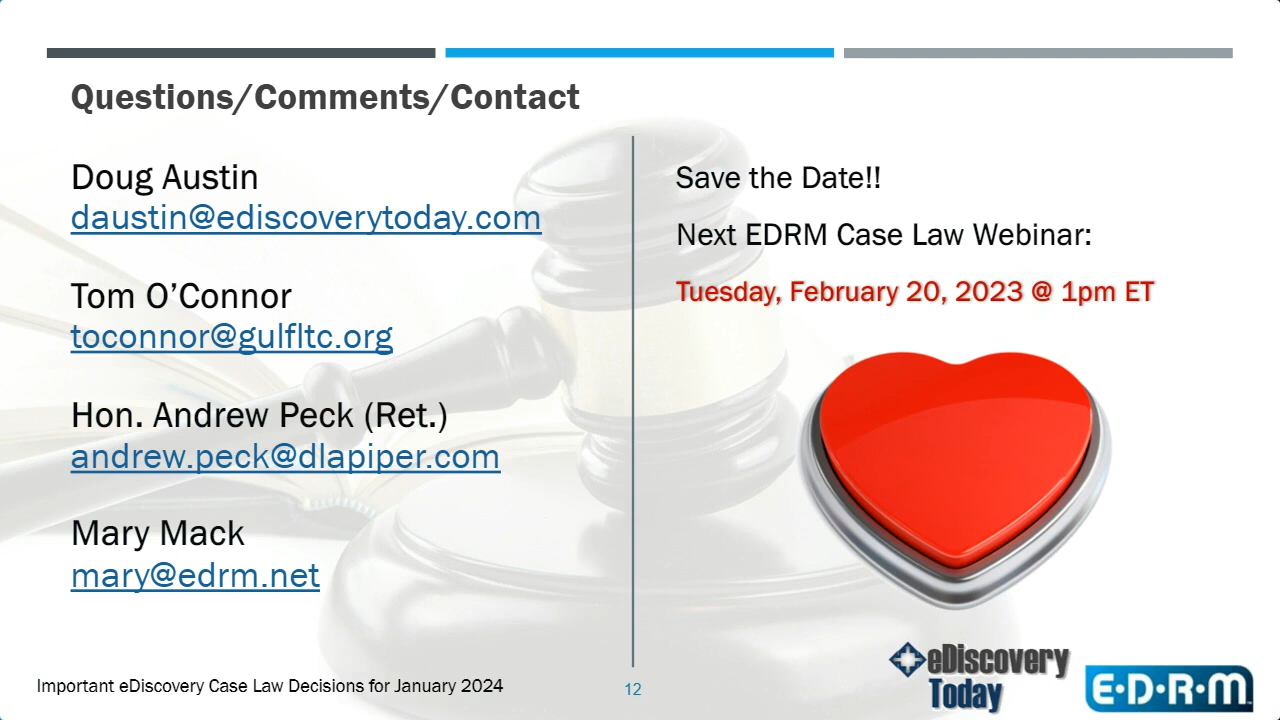 Questions/Comments/Contact
Doug Austin
daustin@ediscoverytoday.com
Tom O’Connor
toconnor@gulfltc.org
Hon. Andrew Peck (Ret.)
andrew.peck@dlapiper.com
Mary Mack
mary@edrm.net
Save the Date!!
Next EDRM Case Law Webinar:
Tuesday, February 20, 2023 @ 1pm ET
Important eDiscovery Case Law Decisions for January 2024
12
eDiscovery
Today
E·D·R·M